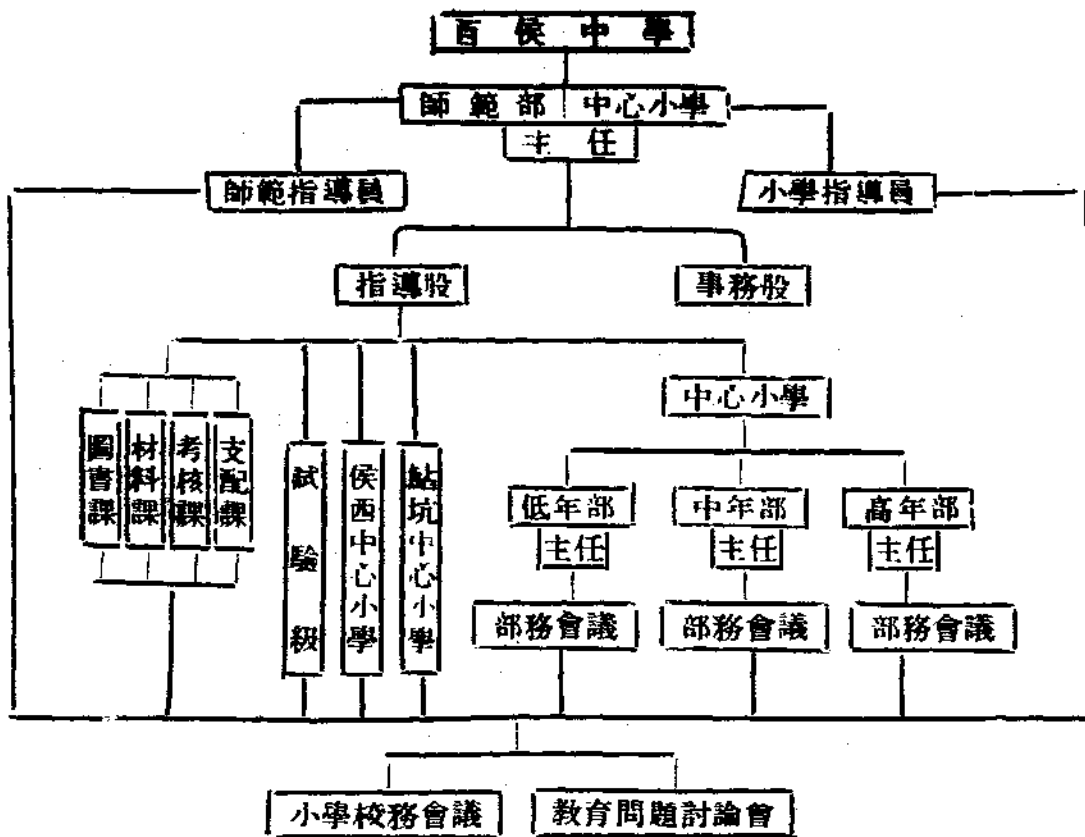 百侯中學
師範部 中心小學
主任
師範指導員
小學指導員
指導股
事務股
中心小學
圖書課
材料課
考核課
支配課
試驗級
侯西中心小學
鮎坑中心小學
低年部
主任
部務會議
中年部
主任
部務會議
高年部
主任
部務會議
小學校務會議
教育問題討論會